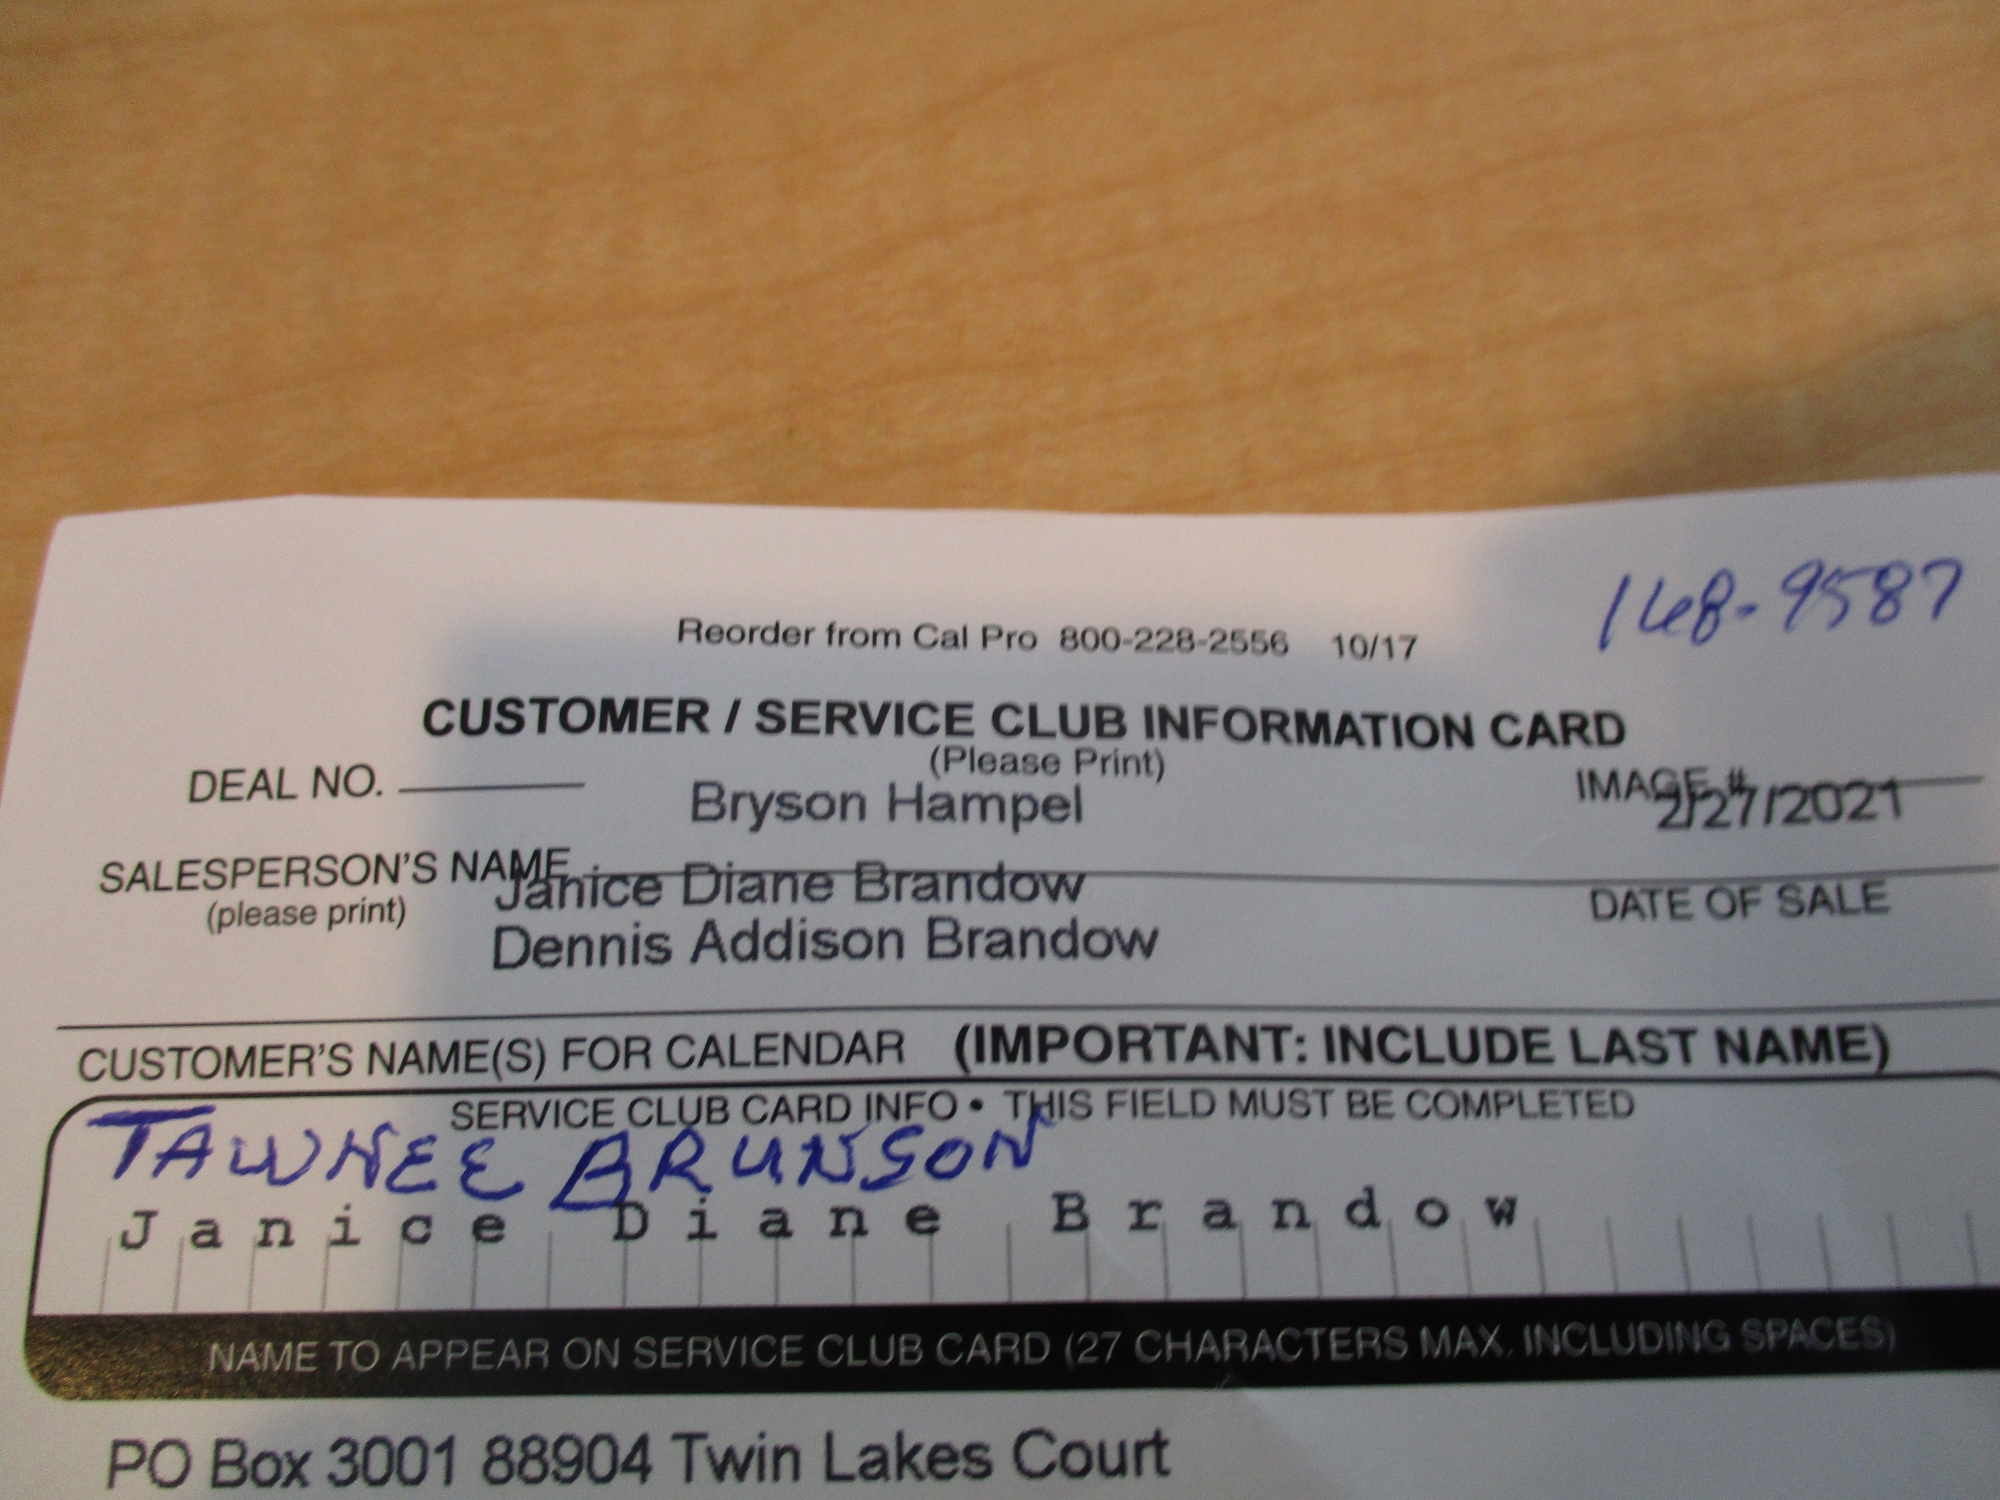 168-9587
Reorder from Cal Pro 800-228-2556 10/17
CUSTOMER / SERVICE CLUB INFORMATION CARD
(Please Print)
DEAL NO.
Bryson Hampel
IMAGE #
2/27/2021
SALESPERSON'S NAME
(please print)
Janice Diane Brandow
DATE OF SALE
Dennis Addison Brandow
CUSTOMER'S NAME(S) FOR CALENDAR (IMPORTANT: INCLUDE LAST NAME)
SERVICE CLUB CARD INFO • THIS FIELD MUST BE COMPLETED
TAWNEE BRUNSON
Janice Diane Brandow
NAME TO APPEAR ON SERVICE CLUB CARD (27 CHARACTERS MAX. INCLUDING SPACES)
PO Box 3001 88904 Twin Lakes Court